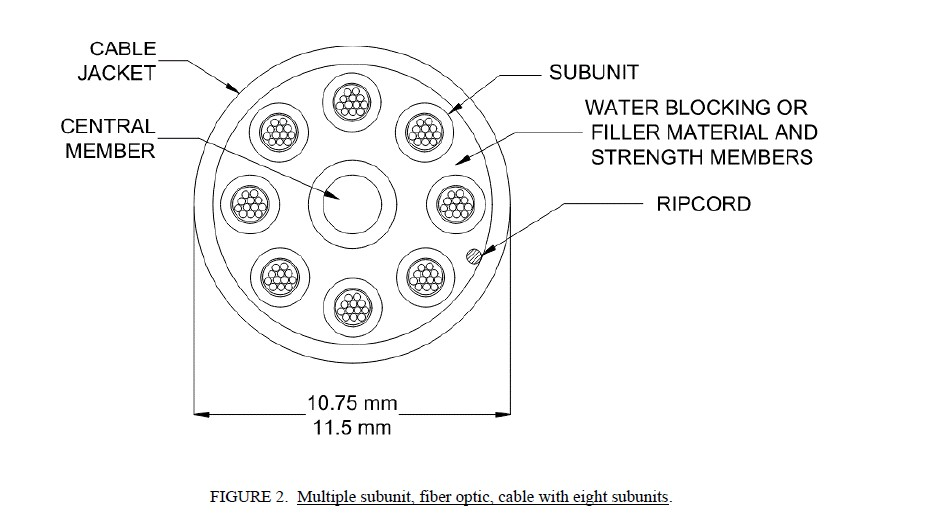 CABLE
JACKET
SUBUNIT
WATER BLOCKING OR
FILLER MATERIAL AND
STRENGTH MEMBERS
CENTRAL
MEMBER
RIPCORD
10.75 mm
11.5 mm
FIGURE 2. Multiple subunit, fiber optic, cable with eight subunits.